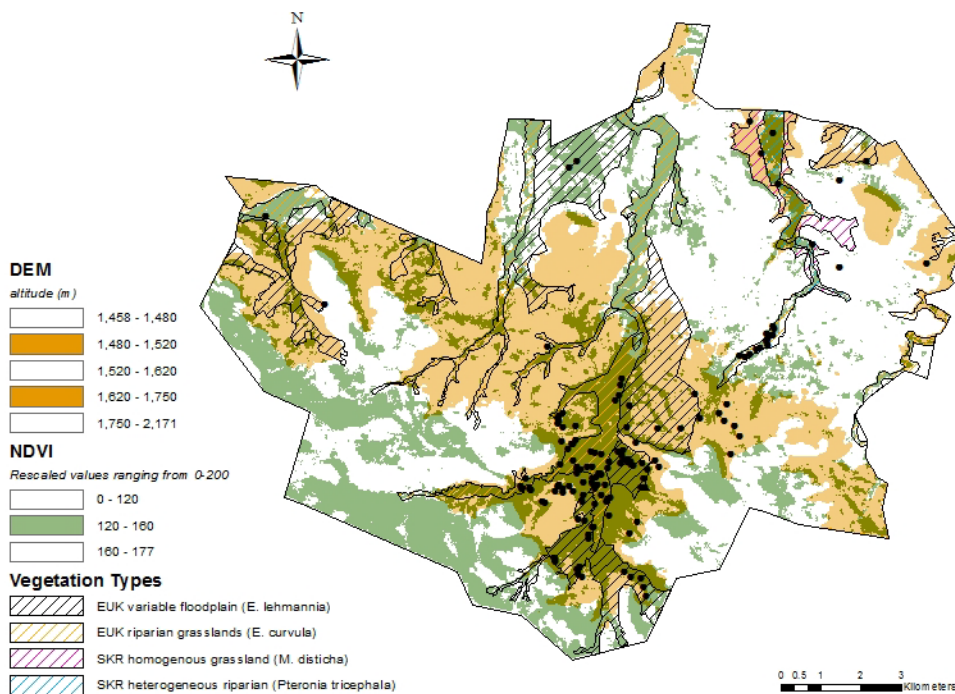 N
DEM
altitude (m)
1,458 - 1,480
1,480 - 1,520
1,520 - 1,620
1,620 - 1,750
1,750 - 2,171
NDVI
Rescaled values ranging from 0-200
0 - 120
120 - 160
160 - 177
Vegetation Types
EUK variable floodplain (E. lehmannia)
EUK riparian grasslands (E. curvula)
SKR homogenous grassland (M. disticha)
SKR heterogeneous riparian (Pteronia tricephala)
0 0.5 1 2 3
Kilometers